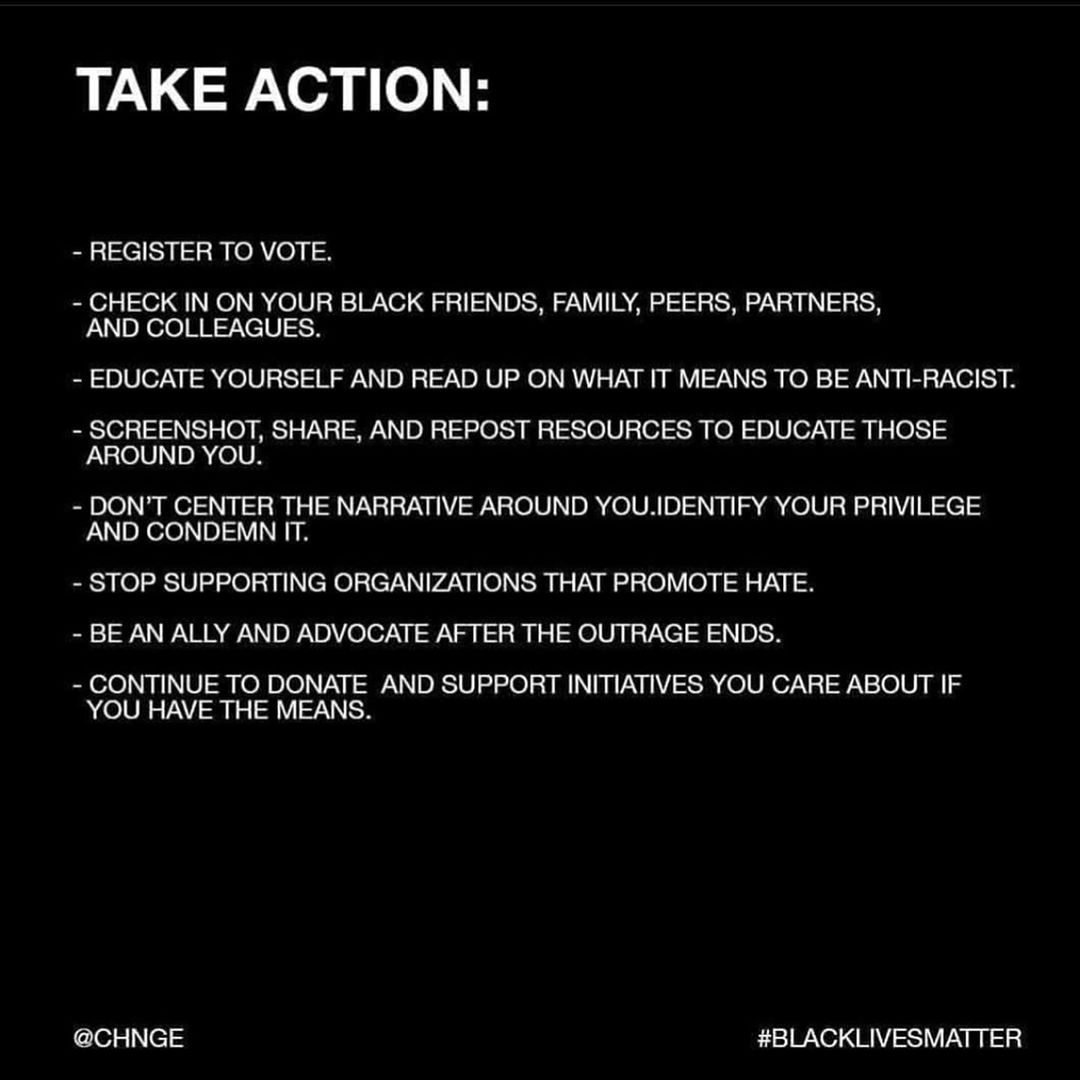 TAKE ACTION:
- REGISTER TO VOTE.
- CHECK IN ON YOUR BLACK FRIENDS, FAMILY, PEERS, PARTNERS,
AND COLLEAGUES.
- EDUCATE YOURSELF AND READ UP ON WHAT IT MEANS TO BE ANTI-RACIST.
- SCREENSHOT, SHARE, AND REPOST RESOURCES TO EDUCATE THOSE
AROUND YOU.
- DON'T CENTER THE NARRATIVE AROUND YOU.IDENTIFY YOUR PRIVILEGE
AND CONDEMN IT.
- STOP SUPPORTING ORGANIZATIONS THAT PROMOTE HATE.
- BE AN ALLY AND ADVOCATE AFTER THE OUTRAGE ENDS.
- CONTINUE TO DONATE  AND SUPPORT INITIATIVES YOU CARE ABOUT IF
YOU HAVE THE MEANS.
@CHNGE
#BLACKLIVESMATTER